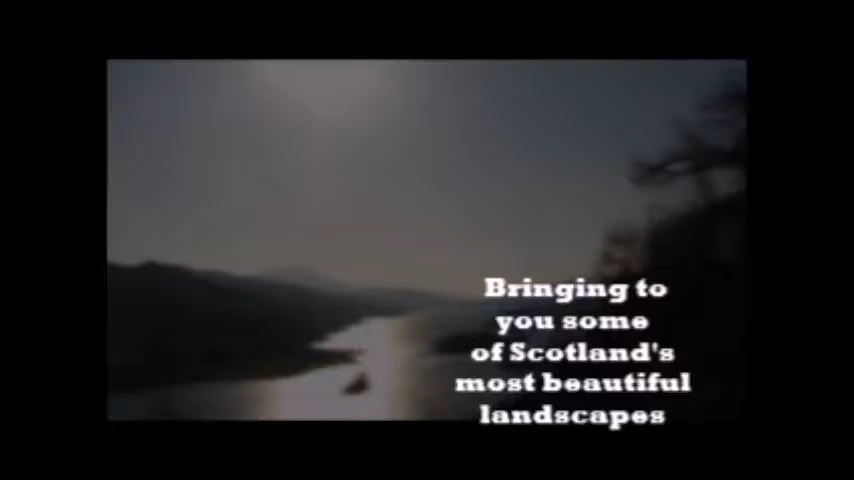 Bringing to
you some
of Scotland's
most beautiful
landscapes